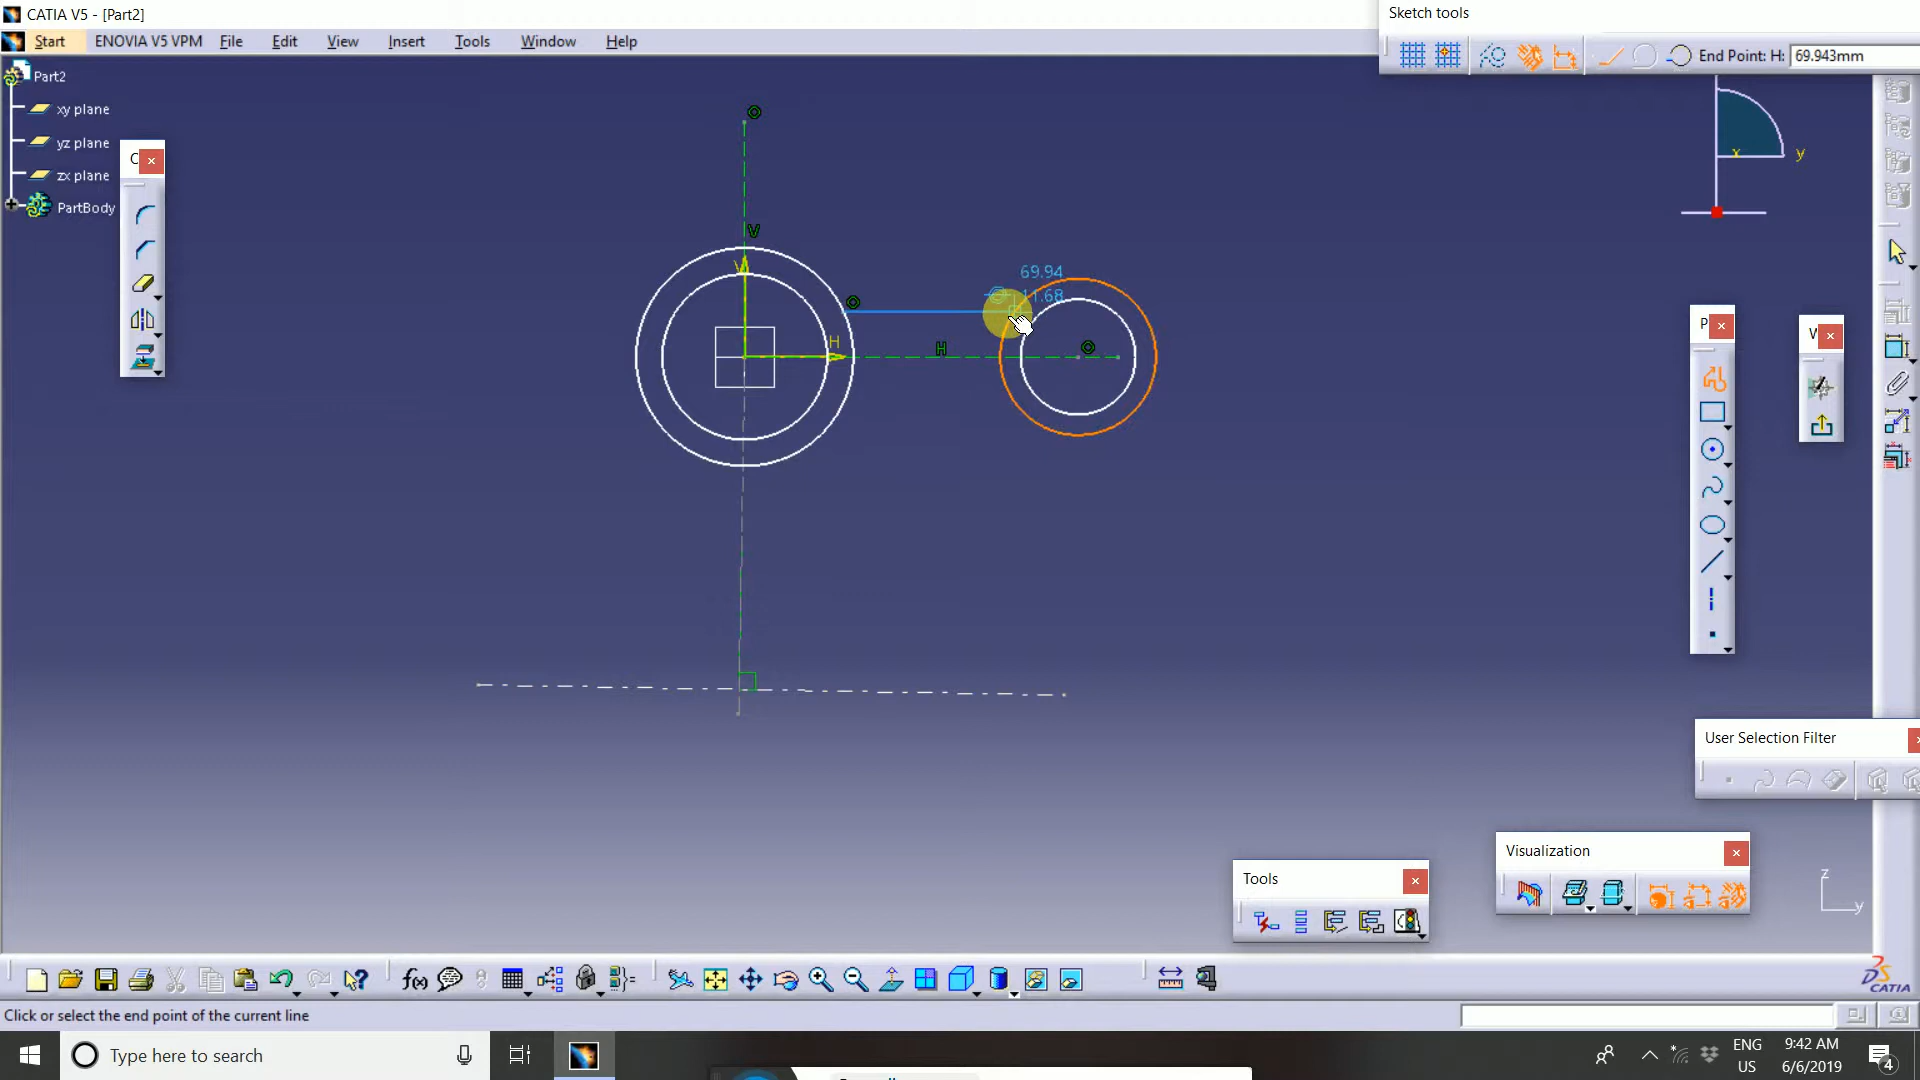 CATIA V5 - [Part2]
Sketch tools
Start ENOVIA V5 VPM File Edit View Insert Tools Window Help
End Point: H: 69.943mm
Part2
xy plane
yz plane
zx plane
PartBody
x
y
V
V
H
H
69.94
11.68
User Selection Filter
Visualization
Tools
z
y
f(x)
CATIA
Click or select the end point of the current line
Type here to search
ENG
US
9:42 AM
6/6/2019
4